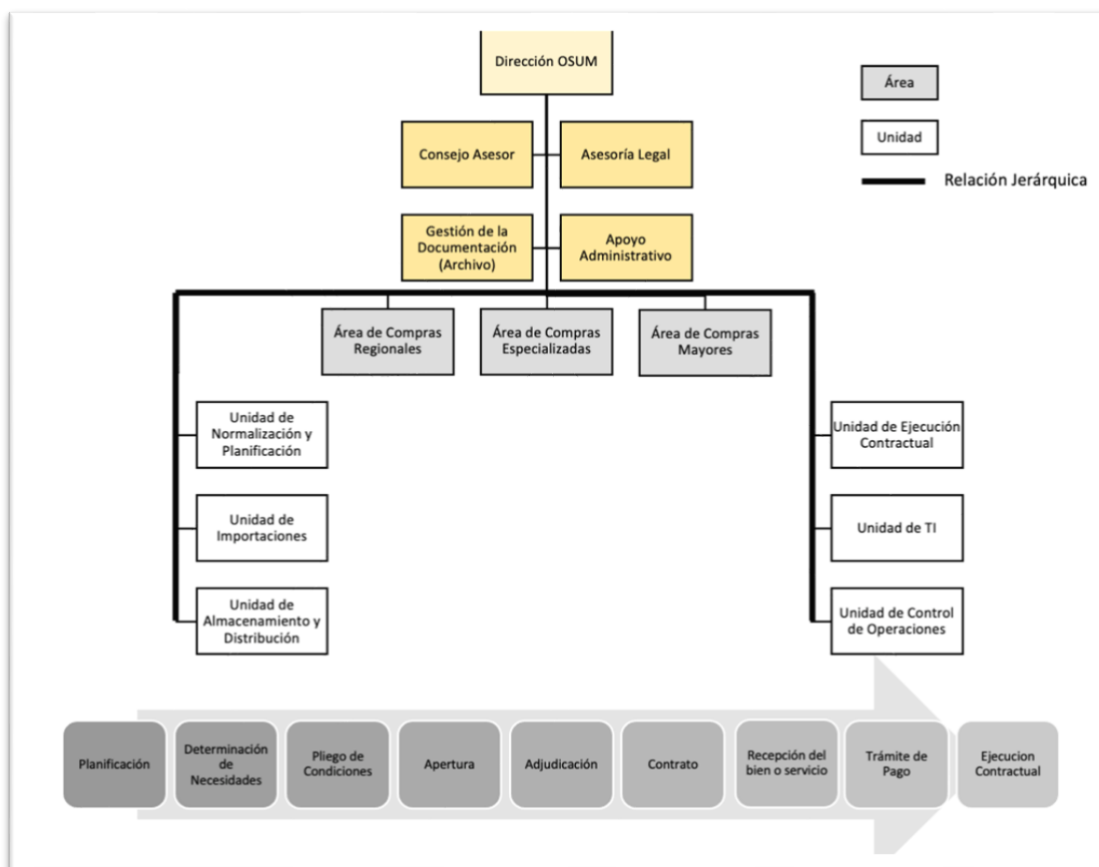 Dirección OSUM
Área
Unidad
Relación Jerárquica
Consejo Asesor
Asesoría Legal
Gestión de la
Documentación
(Archivo)
Apoyo
Administrativo
Área de Compras
Regionales
Área de Compras
Especializadas
Área de Compras
Mayores
Unidad de
Normalización y
Planificación
Unidad de Ejecución
Contractual
Unidad de
Importaciones
Unidad de TI
Unidad de
Almacenamiento y
Distribución
Unidad de Control
de Operaciones
Planificación
Determinación
de
Necesidades
Pliego de
Condiciones
Apertura
Adjudicación
Contrato
Recepción del
bien o servicio
Trámite de
Pago
Ejecucion
Contractual